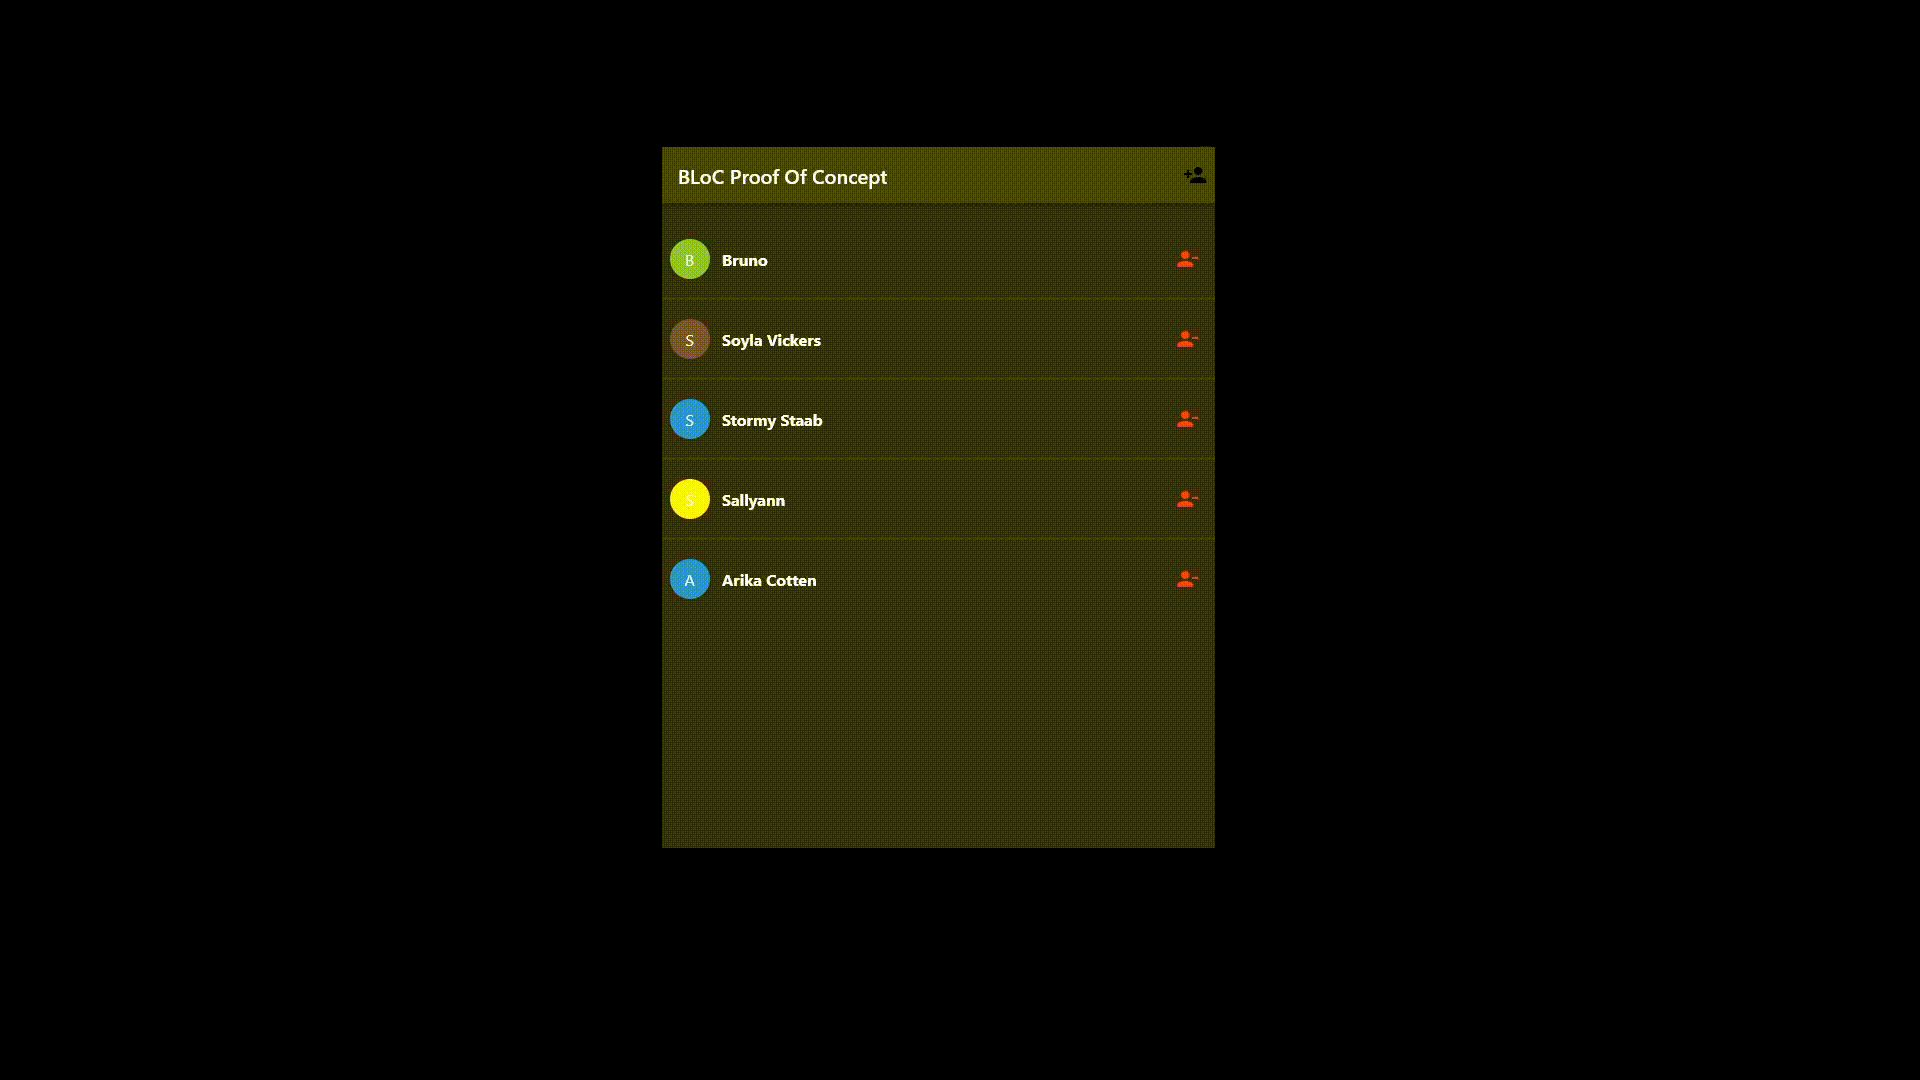 BLoC Proof Of Concept
B Bruno
S Soyla Vickers
S Stormy Staab
S Sallyann
A Arika Cotten